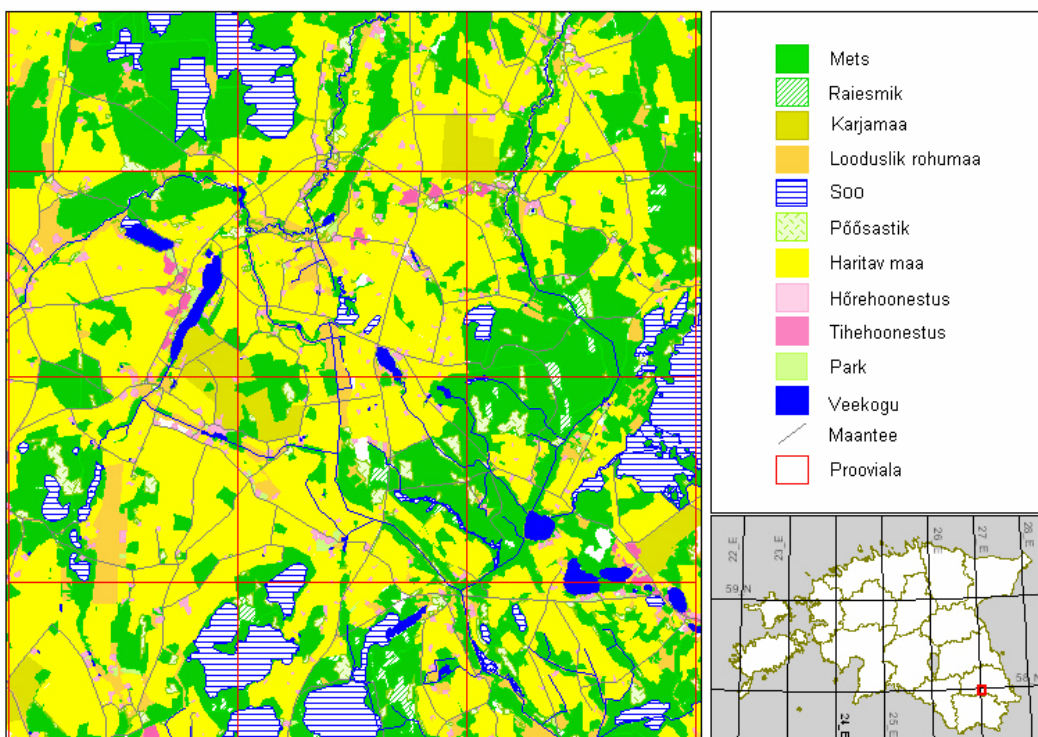 Mets
Raiesmik
Karjamaa
Looduslik rohumaa
Soo
Põõsastik
Haritav maa
Hõrehoonestus
Tihehoonestus
Park
Veekogu
Maantee
Prooviala
22_E
23_E
26_E
27_E
28_E
59_N
58_N
24_E
25_E